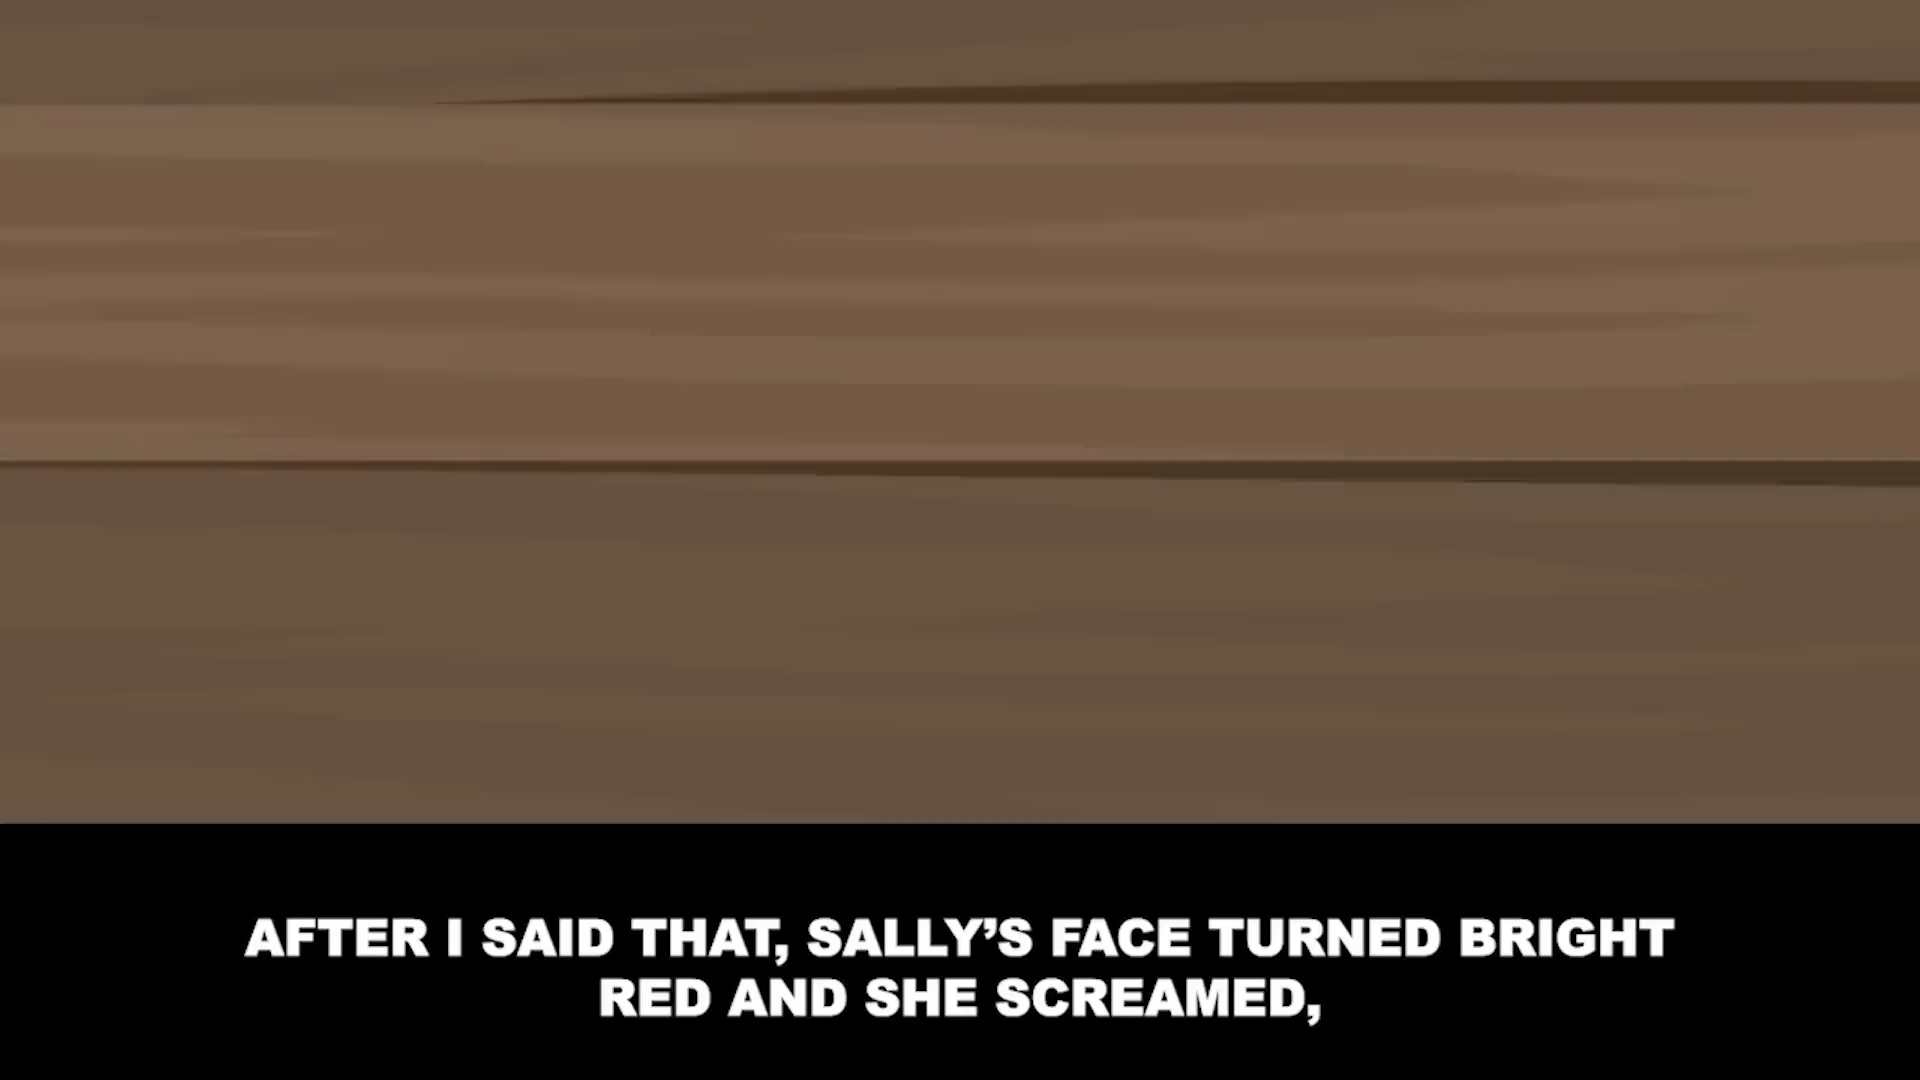 AFTER I SAID THAT, SALLY’S FACE TURNED BRIGHT
RED AND SHE SCREAMED,